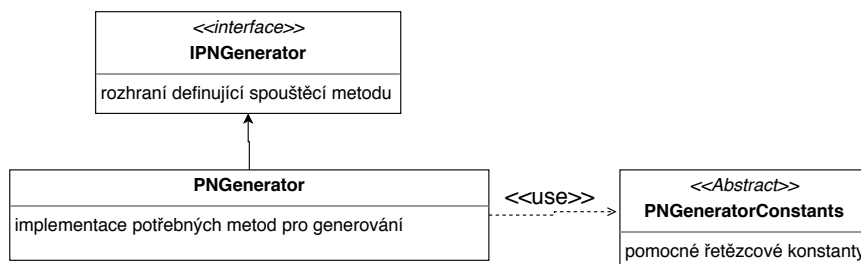 <<interface>>
IPNGenerator
rozhraní definující spouštěcí metodu
PNGenerator
implementace potřebných metod pro generování
<<use>>
<<Abstract>>
PNGeneratorConstants
pomocné řetězcové konstanty